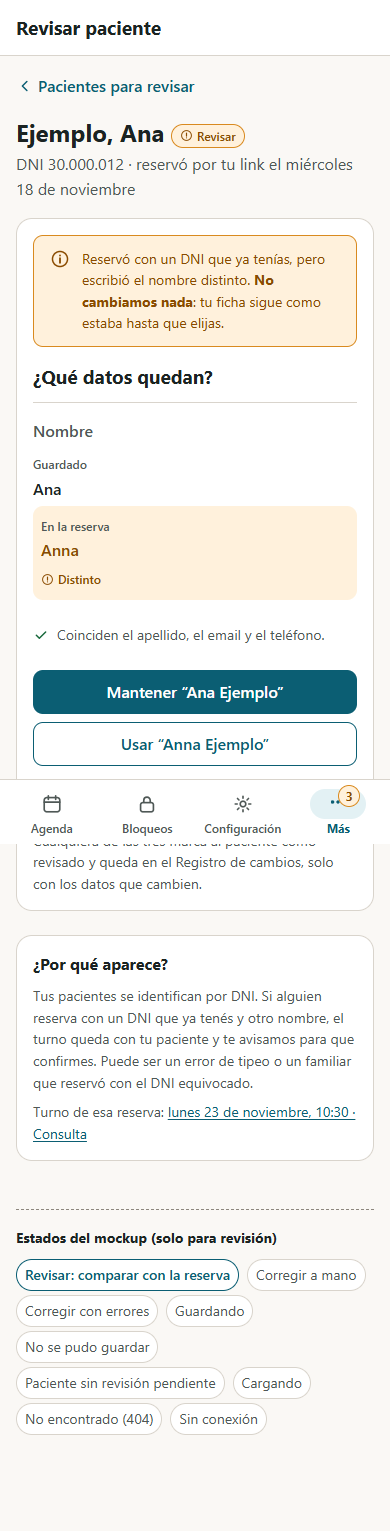 Revisar paciente
Pacientes para revisar
Ejemplo, Ana Revisar
DNI 30.000.012 · reservó por tu link el miércoles
18 de noviembre
Reservó con un DNI que ya tenías, pero
escribió el nombre distinto. No
cambiamos nada: tu ficha sigue como
estaba hasta que elijas.
¿Qué datos quedan?
Nombre
Guardado
Ana
En la reserva
Anna
Distinto
Coinciden el apellido, el email y el teléfono.
Mantener “Ana Ejemplo”
Usar “Anna Ejemplo”
3
Agenda Bloqueos Configuración Más
Cualquiera de las tres marca al paciente como
revisado y queda en el Registro de cambios, solo
con los datos que cambien.
¿Por qué aparece?
Tus pacientes se identifican por DNI. Si alguien
reserva con un DNI que ya tenés y otro nombre, el
turno queda con tu paciente y te avisamos para que
confirmes. Puede ser un error de tipeo o un familiar
que reservó con el DNI equivocado.
Turno de esa reserva: lunes 23 de noviembre, 10:30 ·
Consulta
Estados del mockup (solo para revisión)
Revisar: comparar con la reserva Corregir a mano
Corregir con errores Guardando
No se pudo guardar
Paciente sin revisión pendiente Cargando
No encontrado (404) Sin conexión